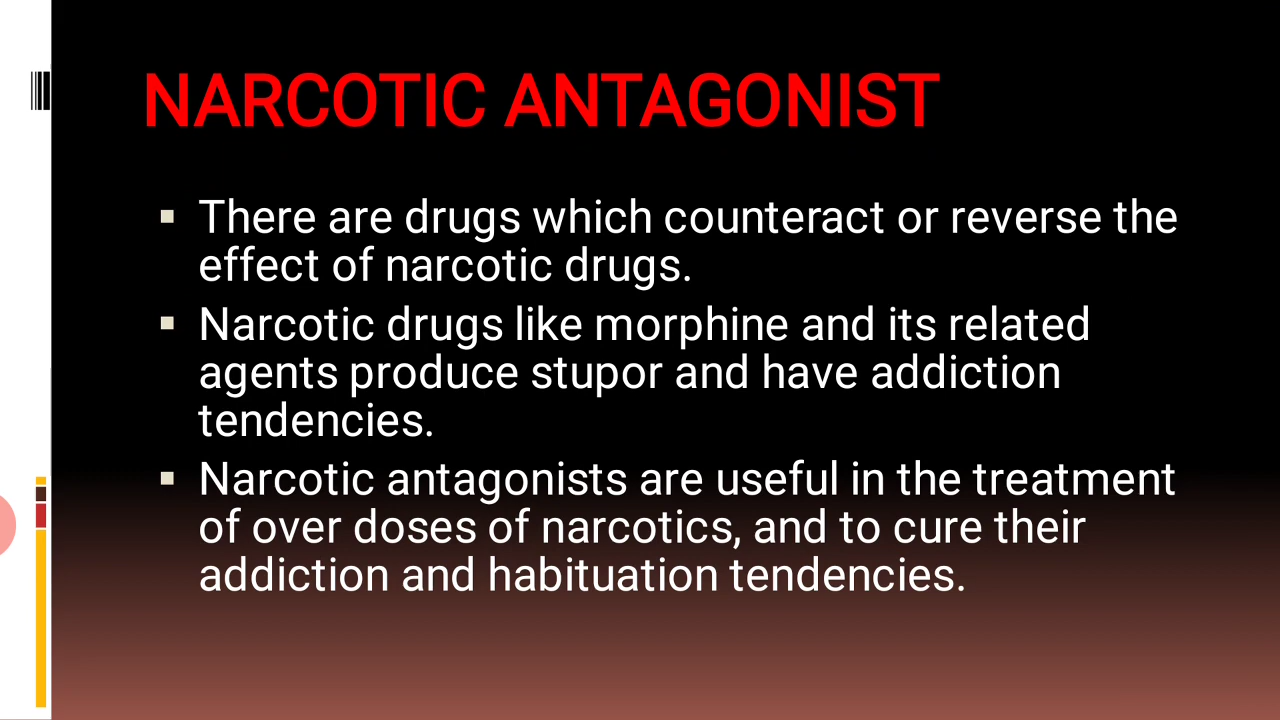 NARCOTIC ANTAGONIST
There are drugs which counteract or reverse the
effect of narcotic drugs.
Narcotic drugs like morphine and its related
agents produce stupor and have addiction
tendencies.
Narcotic antagonists are useful in the treatment
of over doses of narcotics, and to cure their
addiction and habituation tendencies.